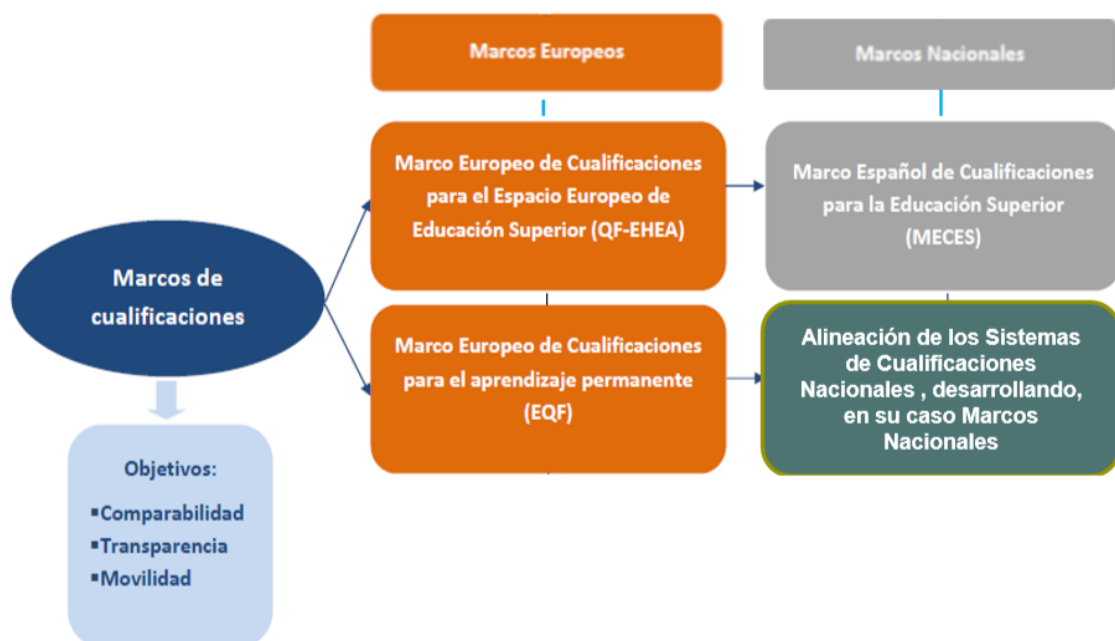 Marcos Europeos
Marcos Nacionales
Marco Europeo de Cualificaciones
para el Espacio Europeo de
Educación Superior (QF-EHEA)
Marco Español de Cualificaciones
para la Educación Superior
(MECES)
Marcos de
cualificaciones
Marco Europeo de Cualificaciones
para el aprendizaje permanente
(EQF)
Alineación de los Sistemas
de Cualificaciones
Nacionales , desarrollando,
en su caso Marcos
Nacionales
Objetivos:
▪Comparabilidad
▪Transparencia
▪Movilidad